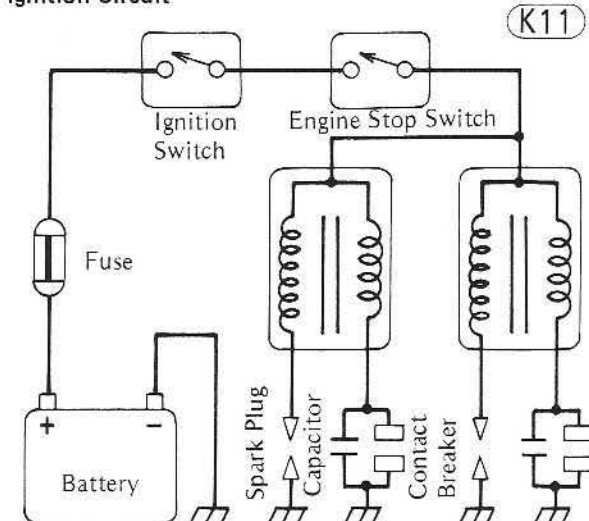 Ignition Circuit
K11
Ignition
Switch
Engine Stop Switch
Fuse
+ −
Battery
Spark Plug
Capacitor
Contact
Breaker